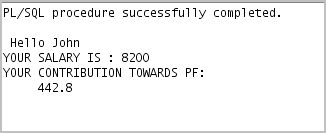 PL/SQL procedure successfully completed.
Hello John
YOUR SALARY IS : 8200
YOUR CONTRIBUTION TOWARDS PF:
442.8